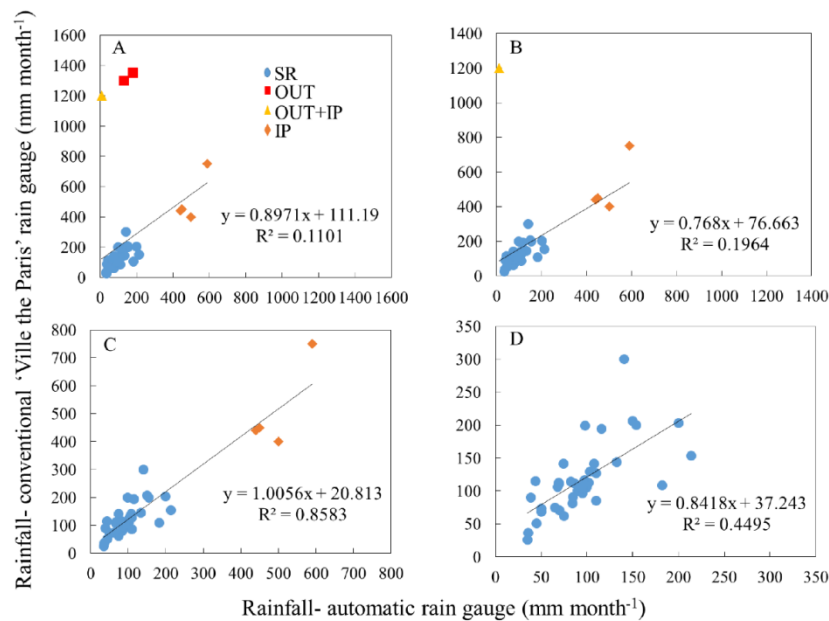 Rainfall- conventional ‘Ville the Paris’ rain gauge (mm month-1)
A
1600
1400
1200
1000
800
600
400
200
0
0 200 400 600 800 1000 1200 1400 1600
SR
OUT
OUT+IP
IP
y = 0.8971x + 111.19
R² = 0.1101
B
1400
1200
1000
800
600
400
200
0
0 200 400 600 800 1000 1200 1400
y = 0.768x + 76.663
R² = 0.1964
C
800
700
600
500
400
300
200
100
0
0 100 200 300 400 500 600 700 800
y = 1.0056x + 20.813
R² = 0.8583
D
350
300
250
200
150
100
50
0
0 50 100 150 200 250 300 350
y = 0.8418x + 37.243
R² = 0.4495
Rainfall- automatic rain gauge (mm month-1)